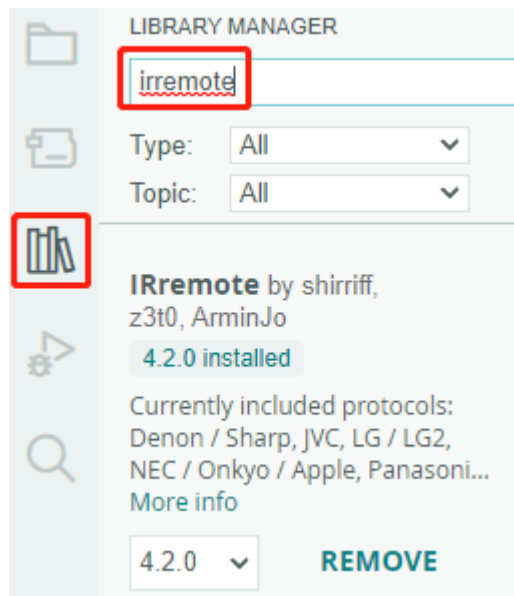 LIBRARY MANAGER
irremote
Type: All
Topic: All
IRremote by shirriff,
z3t0, ArminJo
4.2.0 installed
Currently included protocols:
Denon / Sharp, JVC, LG / LG2,
NEC / Onkyo / Apple, Panasoni...
More info
4.2.0 REMOVE